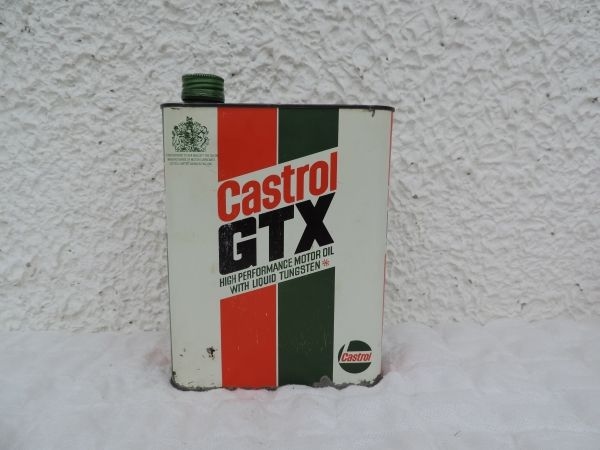 Castrol
GTX
HIGH PERFORMANCE MOTOR OIL
WITH LIQUID TUNGSTEN *
Castrol